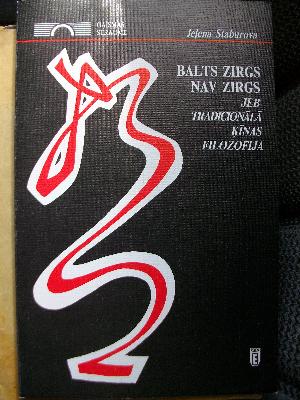 Jeļena Staburova
BALTS ZIRGS
NAV ZIRGS
JEB
TRADICIONĀLĀ
ĶĪNAS
FILOZOFIJA